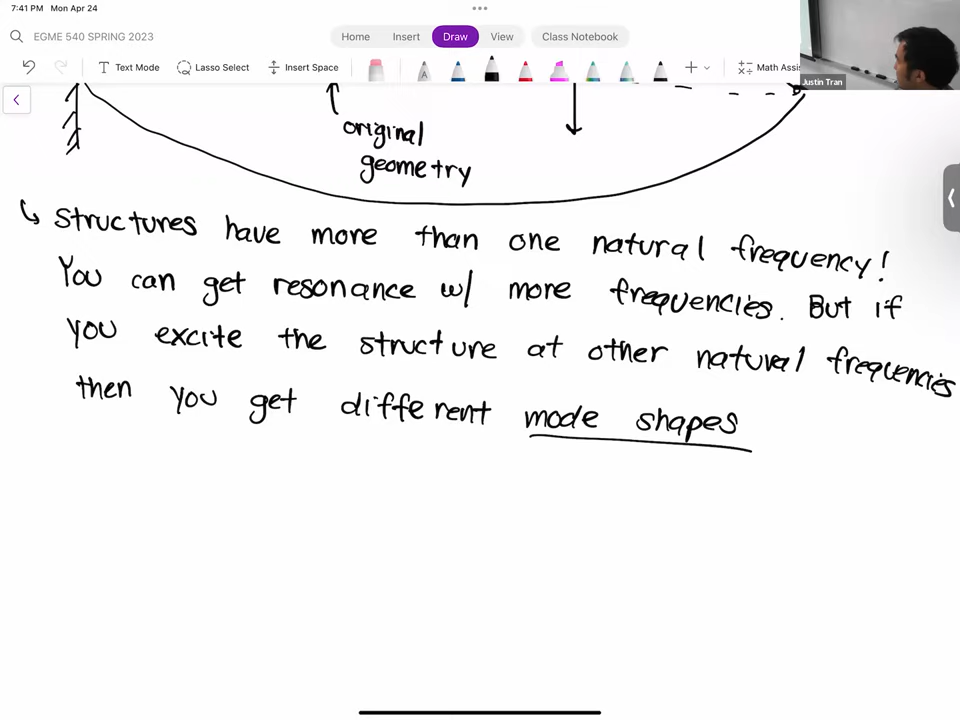 7:41 PM Mon Apr 24
EGME 540 SPRING 2023
Home Insert Draw View Class Notebook
Text Mode Lasso Select Insert Space Math Assis
Justin Tran
original
geometry
structures have more than one natural frequency!
You can get resonance w/ more frequencies. But if
you excite the structure at other natural frequencies
then you get different mode shapes